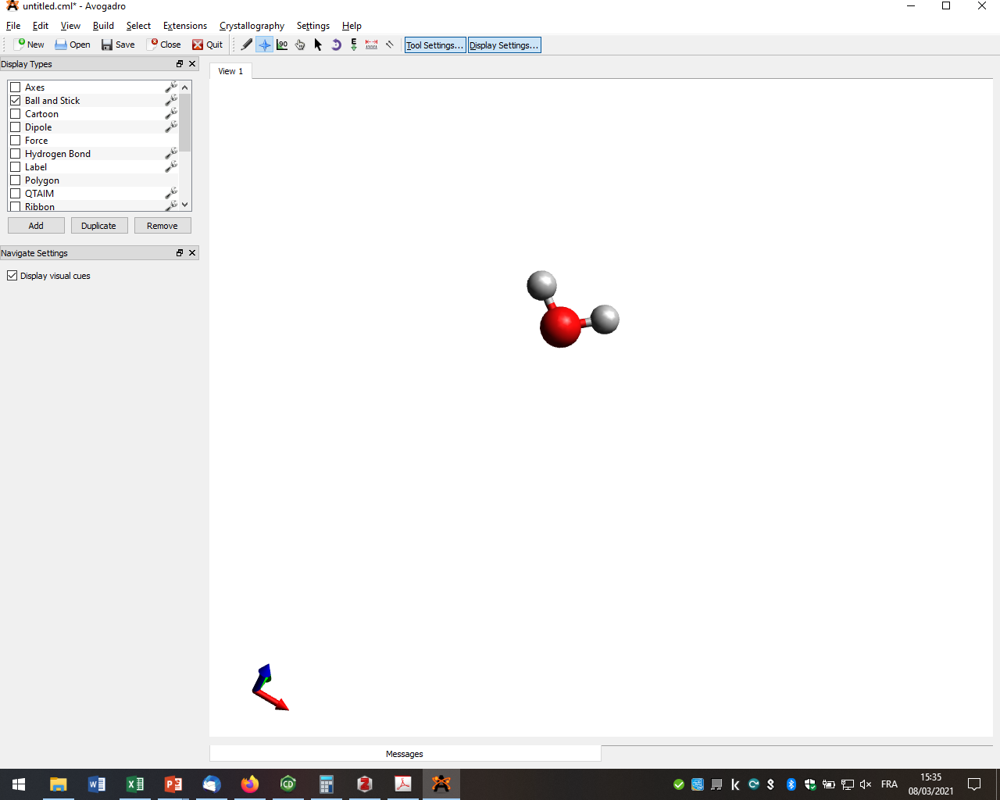 untitled.cml* - Avogadro
File Edit View Build Select Extensions Crystallography Settings Help
New Open Save Close Quit 90 E Tool Settings... Display Settings...
Display Types
View 1
Axes
Ball and Stick
Cartoon
Dipole
Force
Hydrogen Bond
Label
Polygon
QTAIM
Ribbon
Add Duplicate Remove
Navigate Settings
Display visual cues
Messages
FRA
15:35
08/03/2021